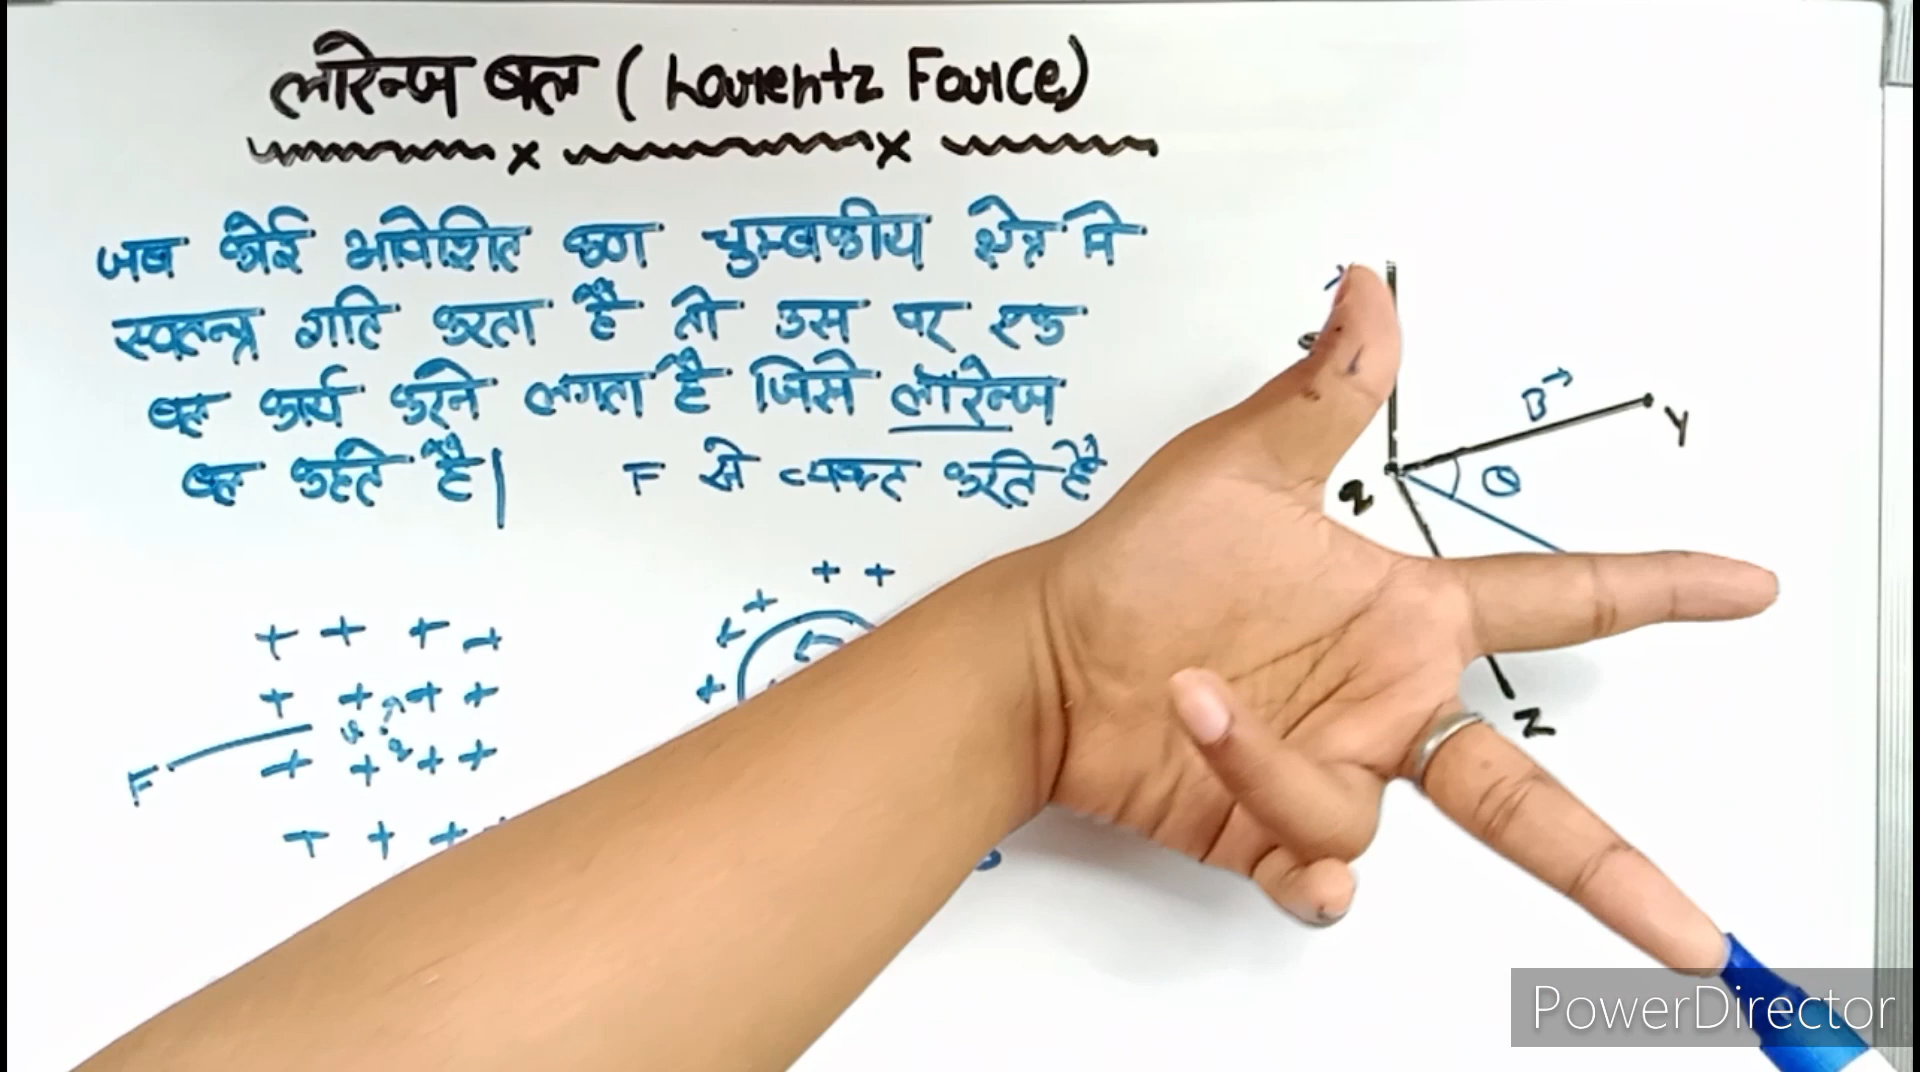 लॉरेन्ज बल ( Lorentz Force)
जब कोई आवेशित कण चुम्बकीय क्षेत्र मे
स्वतन्त्र गति करता है तो उस पर एक
बल कार्य करने लगता है जिसे लॉरेन्ज
बल कहते है|
F से व्यक्त करते है
B
Y
q
θ
Z
+ +
+
+
+
+ + + +
+ + + +
F
+ + + +
+ + +
PowerDirector